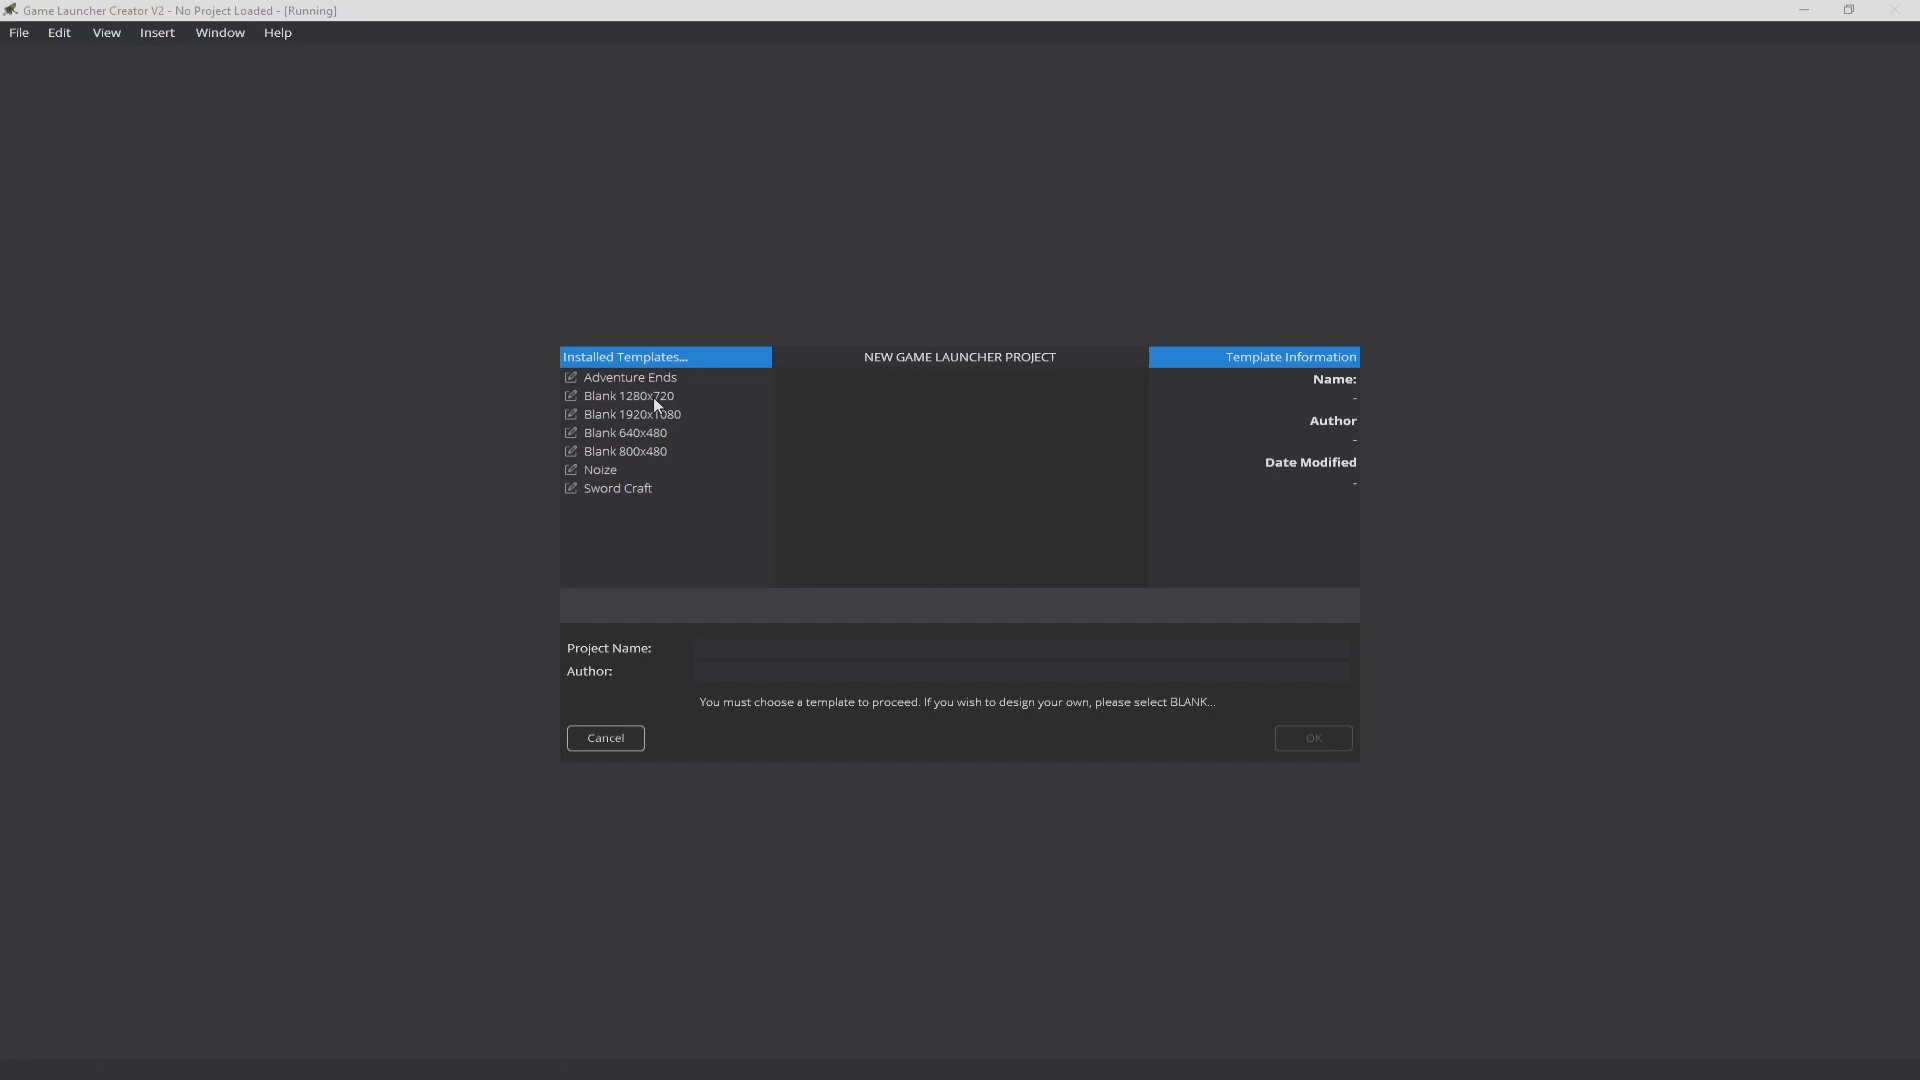 Game Launcher Creator V2 - No Project Loaded - [Running]
File Edit View Insert Window Help
Installed Templates...
NEW GAME LAUNCHER PROJECT
Template Information
Adventure Ends
Blank 1280x720
Blank 1920x1080
Blank 640x480
Blank 800x480
Noize
Sword Craft
Name:
-
Author
-
Date Modified
-
Project Name:
Author:
You must choose a template to proceed. If you wish to design your own, please select BLANK...
Cancel
OK